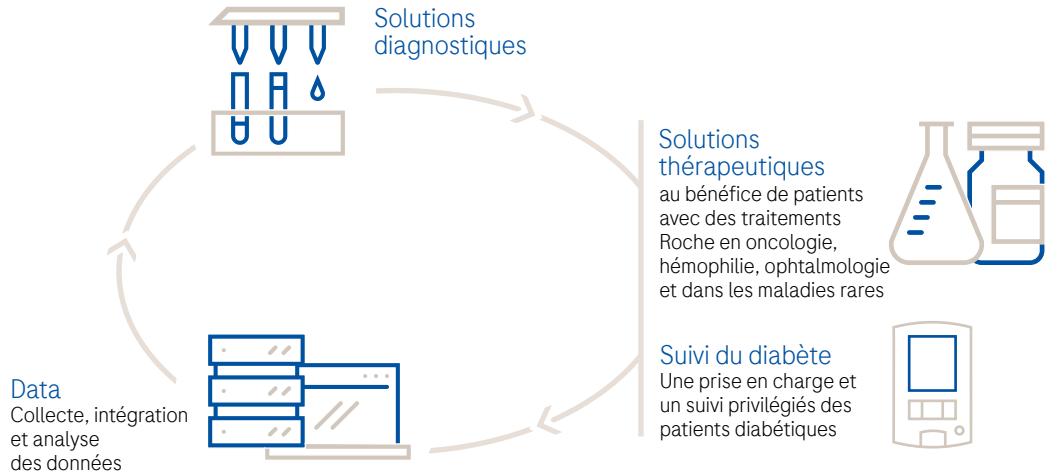 Solutions
diagnostiques
Solutions
thérapeutiques
au bénéfice de patients
avec des traitements
Roche en oncologie,
hémophilie, ophtalmologie
et dans les maladies rares
Suivi du diabète
Une prise en charge et
un suivi privilégiés des
patients diabétiques
Data
Collecte, intégration
et analyse
des données